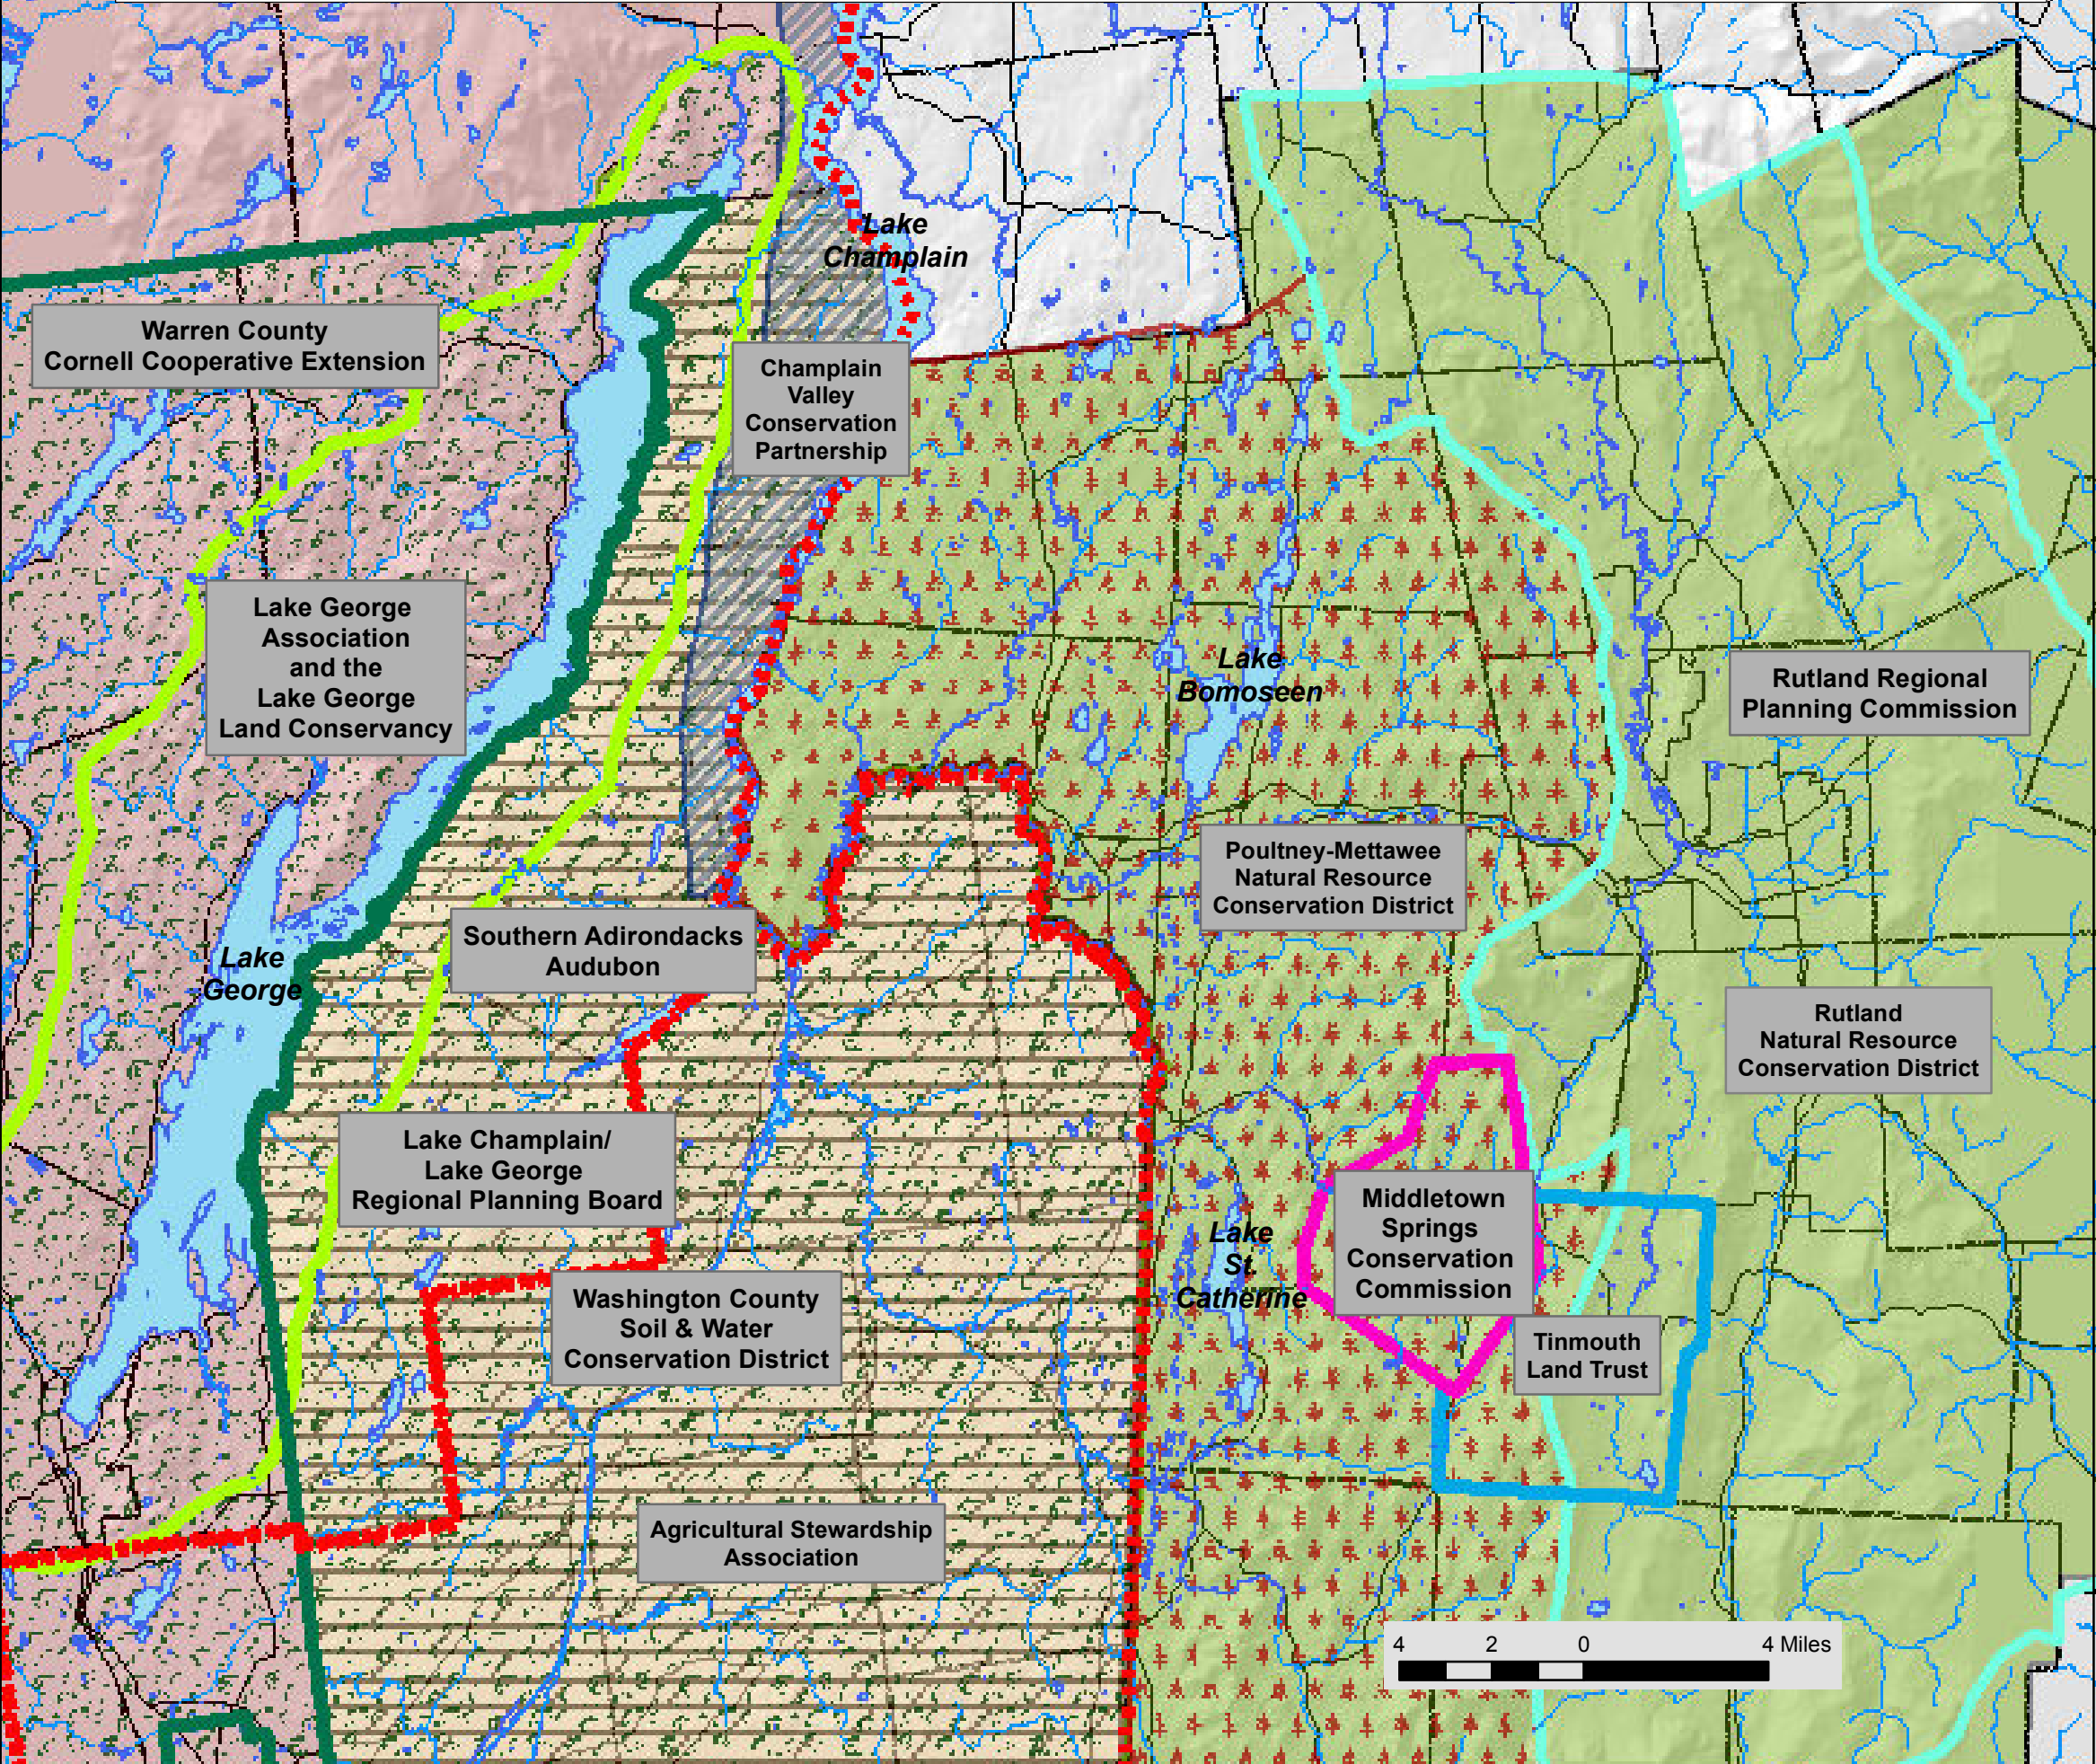 Lake
Champlain
Warren County
Cornell Cooperative Extension
Champlain
Valley
Conservation
Partnership
Lake George
Association
and the
Lake George
Land Conservancy
Lake
Bomoseen
Rutland Regional
Planning Commission
Poultney-Mettawee
Natural Resource
Conservation District
Southern Adirondacks
Audubon
Lake
George
Rutland
Natural Resource
Conservation District
Lake Champlain/
Lake George
Regional Planning Board
Middletown
Springs
Conservation
Commission
Lake
St.
Catherine
Washington County
Soil & Water
Conservation District
Tinmouth
Land Trust
Agricultural Stewardship
Association
4 2 0 4 Miles